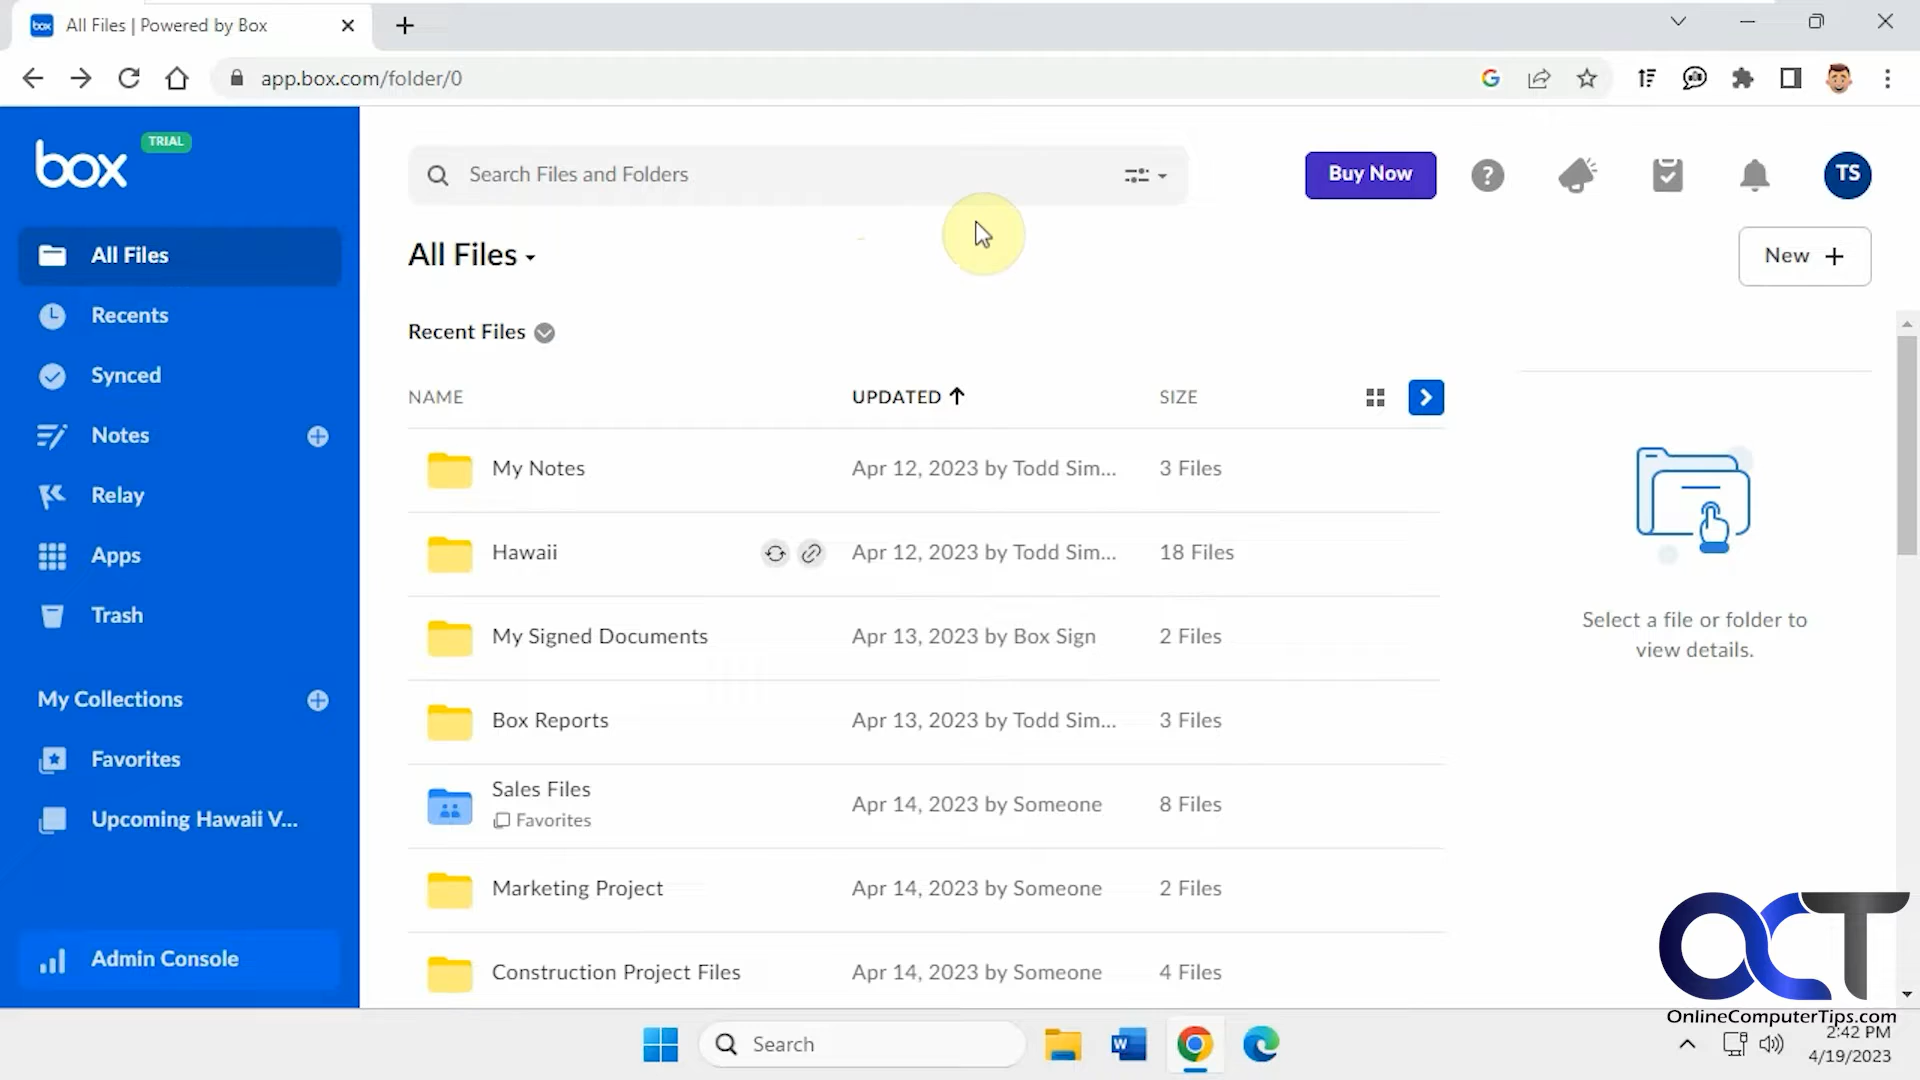 box All Files | Powered by Box
app.box.com/folder/0
box TRIAL
Search Files and Folders
Buy Now
TS
All Files
Recents
Synced
Notes
Relay
Apps
Trash
My Collections
Favorites
Upcoming Hawaii V...
Admin Console
All Files
New
Recent Files
NAME UPDATED SIZE
My Notes Apr 12, 2023 by Todd Sim... 3 Files
Hawaii Apr 12, 2023 by Todd Sim... 18 Files
My Signed Documents Apr 13, 2023 by Box Sign 2 Files
Box Reports Apr 13, 2023 by Todd Sim... 3 Files
Sales Files Apr 14, 2023 by Someone 8 Files
Favorites
Marketing Project Apr 14, 2023 by Someone 2 Files
Construction Project Files Apr 14, 2023 by Someone 4 Files
Select a file or folder to
view details.
OCT
OnlineComputerTips.com
Search
2:42 PM
4/19/2023